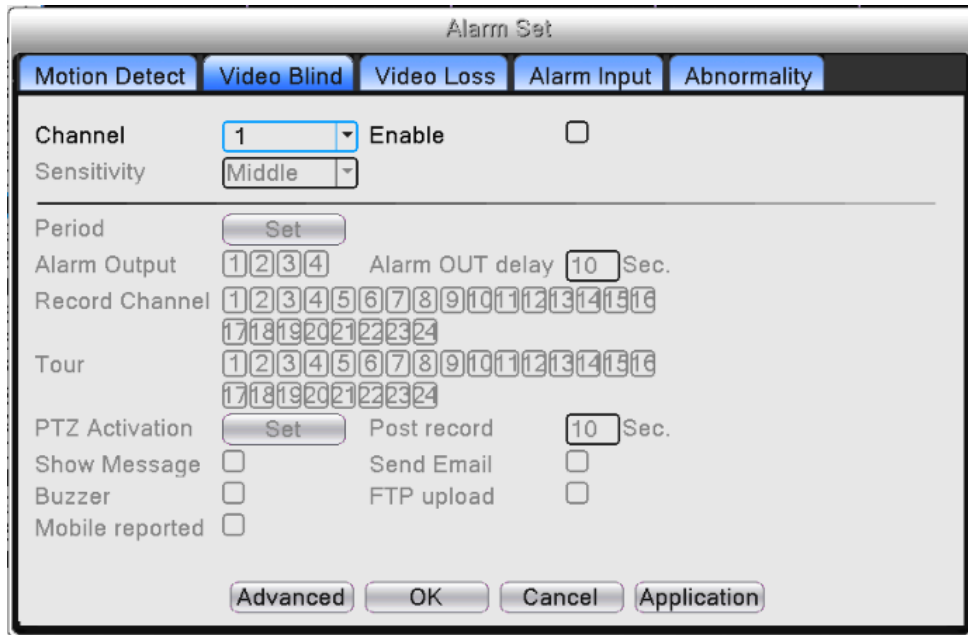 Alarm Set
Motion Detect Video Blind Video Loss Alarm Input Abnormality
Channel 1 Enable
Sensitivity Middle
Period Set
Alarm Output 1 2 3 4 Alarm OUT delay 10 Sec.
Record Channel 1 2 3 4 5 6 7 8 9 10 11 12 13 14 15 16
17 18 19 20 21 22 23 24
Tour 1 2 3 4 5 6 7 8 9 10 11 12 13 14 15 16
17 18 19 20 21 22 23 24
PTZ Activation Set Post record 10 Sec.
Show Message Send Email
Buzzer FTP upload
Mobile reported
Advanced OK Cancel Application